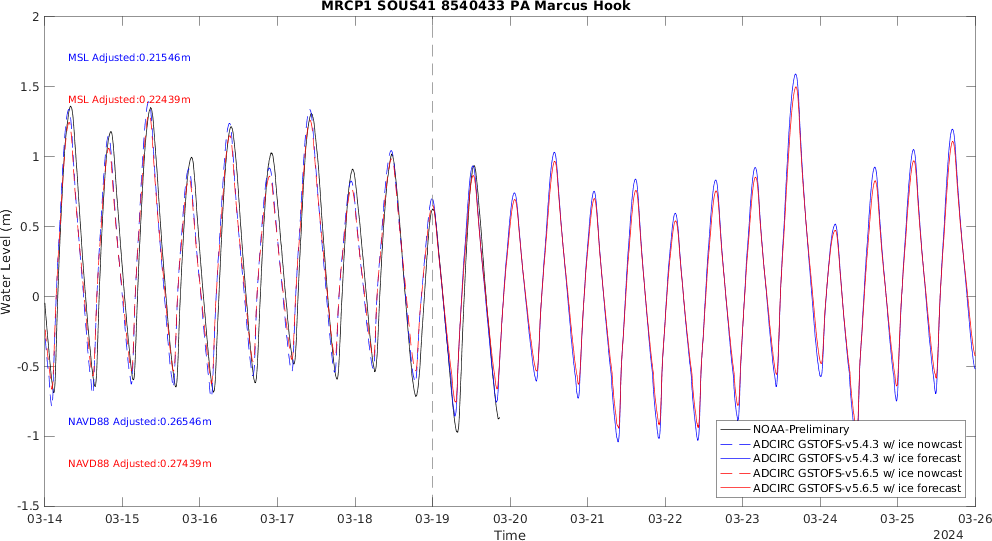 MRCP1 SOUS41 8540433 PA Marcus Hook
2
1.5
1
0.5
0
-0.5
-1
-1.5
Water Level (m)
MSL Adjusted:0.21546m
MSL Adjusted:0.22439m
NAVD88 Adjusted:0.26546m
NAVD88 Adjusted:0.27439m
NOAA-Preliminary
ADCIRC GSTOFS-v5.4.3 w/ ice nowcast
ADCIRC GSTOFS-v5.4.3 w/ ice forecast
ADCIRC GSTOFS-v5.6.5 w/ ice nowcast
ADCIRC GSTOFS-v5.6.5 w/ ice forecast
03-14 03-15 03-16 03-17 03-18 03-19 03-20 03-21 03-22 03-23 03-24 03-25 03-26
Time
2024